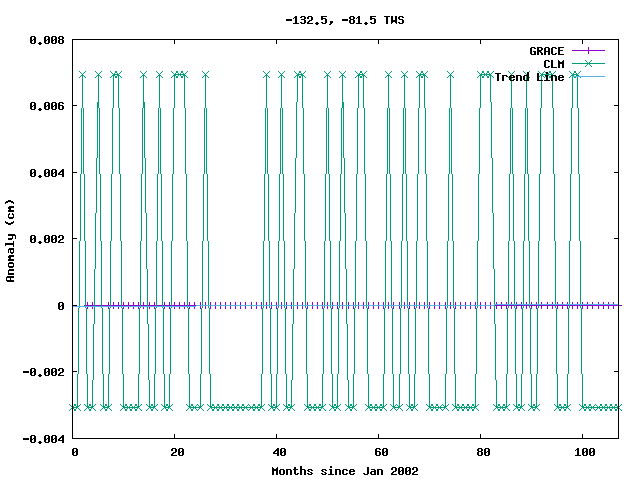 -132.5, -81.5 TWS
GRACE
CLM
Trend Line
0.008
0.006
0.004
0.002
0
-0.002
-0.004
Anomaly (cm)
0 20 40 60 80 100
Months since Jan 2002